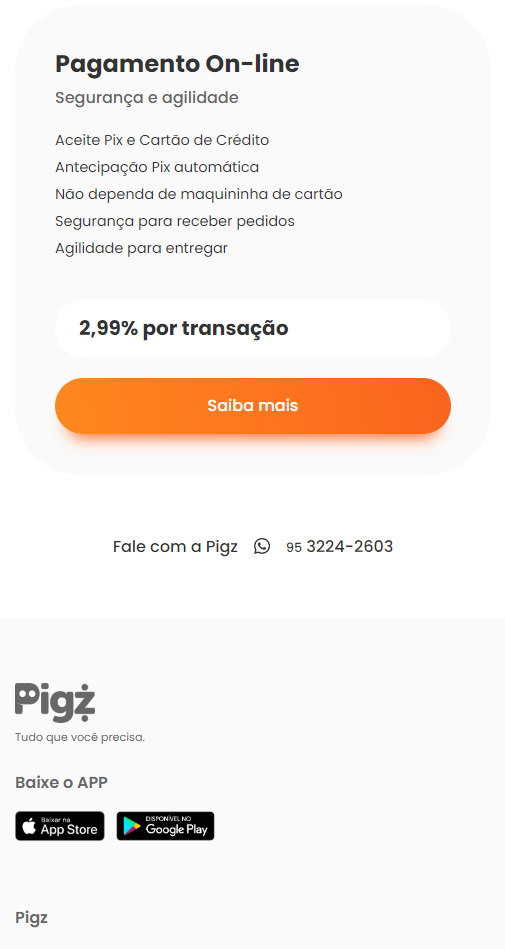 Pagamento On-line
Segurança e agilidade
Aceite Pix e Cartão de Crédito
Antecipação Pix automática
Não dependa de maquininha de cartão
Segurança para receber pedidos
Agilidade para entregar
2,99% por transação
Saiba mais
Fale com a Pigz 95 3224-2603
Pigz
Tudo que você precisa.
Baixe o APP
Baixar na
App Store
DISPONÍVEL NO
Google Play
Pigz